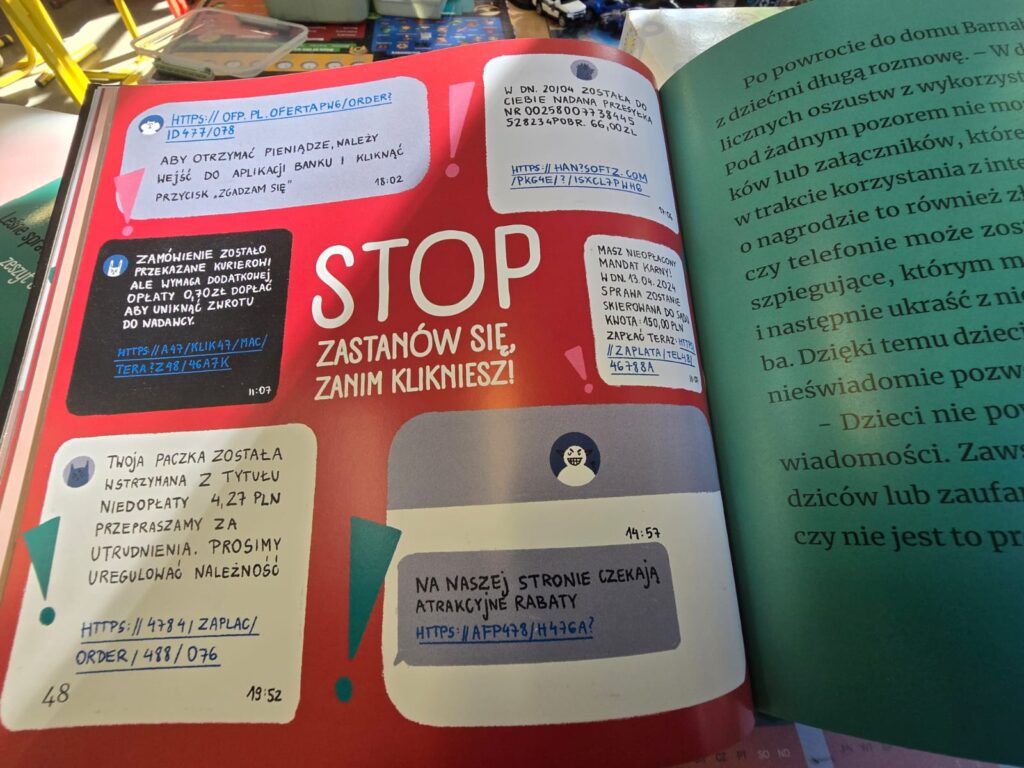 HTTPS:// OFP. PL. OFERTAPW6/ORDER?
ID477/078
ABY OTRZYMAĆ PIENIĄDZE, NALEŻY
WEJŚĆ DO APLIKACJI BANKU I KLIKNĄĆ
PRZYCISK „ZGADZAM SIĘ"
18:02
W DN. 20/04 ZOSTAŁA DO
CIEBIE NADANA PRZESYŁKA
NR 00258007738445
528234POBR. 66,00ZŁ
HTTPS://HAN?SOFTZ.COM
/PKG4E/?/ISXCL7PWHG
ZAMÓWIENIE ZOSTAŁO
PRZEKAZANE KURIEROWI
ALE WYMAGA DODATKOWEJ
OPŁATY 0,70ZŁ DOPŁAĆ
ABY UNIKNĄĆ ZWROTU
DO NADAWCY.
HTTPS://A47/KLIK47/MAC/
TERA?Z48/46A7K
11:07
STOP
ZASTANÓW SIĘ,
ZANIM KLIKNIESZ!
MASZ NIEOPŁACONY
MANDAT KARNY!
W DN. 13.04.2024
SPRAWA ZOSTANIE
SKIEROWANA DO SĄDU
KWOTA: 150,00 PLN
ZAPŁAĆ TERAZ: HTTPS:
//ZAPLATA/TEL48/
46788A
TWOJA PACZKA ZOSTAŁA
WSTRZYMANA Z TYTUŁU
NIEDOPŁATY 4,27 PLN
PRZEPRASZAMY ZA
UTRUDNIENIA. PROSIMY
UREGULOWAĆ NALEŻNOŚĆ
HTTPS://4784/ZAPLAC/
ORDER/488/076
19:52
14:57
NA NASZEJ STRONIE CZEKAJĄ
ATRAKCYJNE RABATY
HTTPS://AFP478/H476A?
48
Po powrocie do domu Barna
z dziećmi długą rozmowę. – W d
licznych oszustw z wykorzyst
Pod żadnym pozorem nie mo
ków lub załączników, które
w trakcie korzystania z inte
o nagrodzie to również zł
czy telefonie może zos
szpiegujące, którym m
i następnie ukraść z nie
ba. Dzięki temu dzieci
nieświadomie pozw
– Dzieci nie pow
wiadomości. Zaws
dziców lub zaufan
czy nie jest to pr